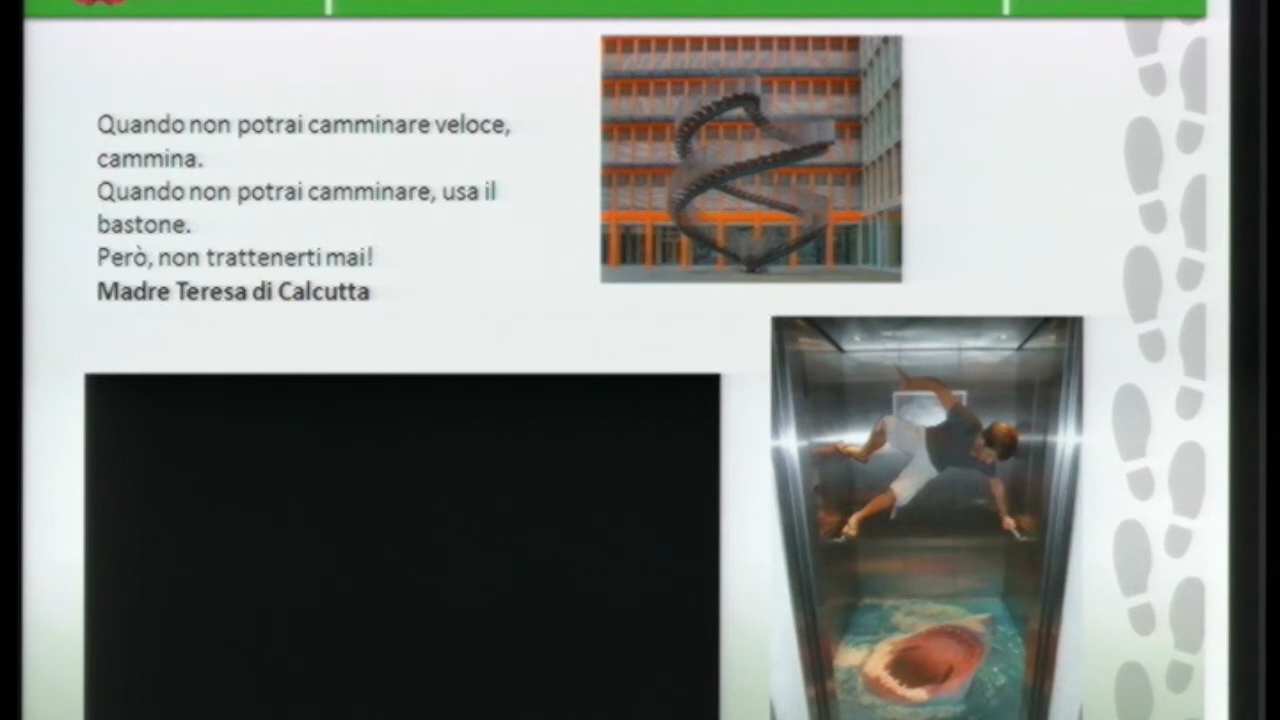 Quando non potrai camminare veloce,
cammina.
Quando non potrai camminare, usa il
bastone.
Però, non trattenerti mai!
Madre Teresa di Calcutta